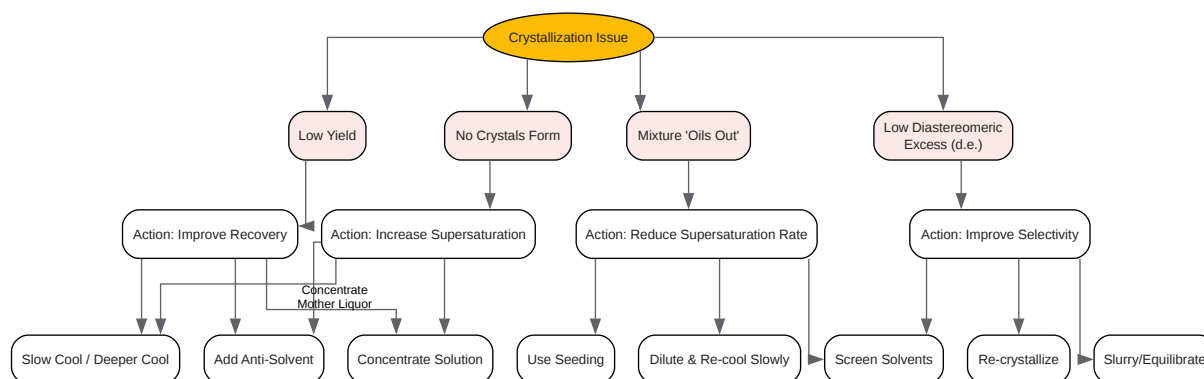 Crystallization Issue
Low Yield
No Crystals Form
Mixture 'Oils Out'
Low Diastereomeric
Excess (d.e.)
Action: Improve Recovery
Action: Increase Supersaturation
Action: Reduce Supersaturation Rate
Action: Improve Selectivity
Concentrate
Mother Liquor
Slow Cool / Deeper Cool
Add Anti-Solvent
Concentrate Solution
Use Seeding
Dilute & Re-cool Slowly
Screen Solvents
Re-crystallize
Slurry/Equilibrate